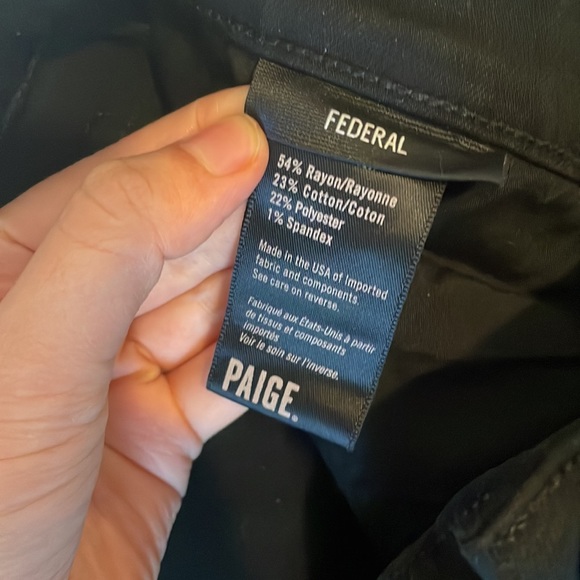 FEDERAL
54% Rayon/Rayonne
23% Cotton/Coton
22% Polyester
1% Spandex
Made in the USA of imported
fabric and components.
See care on reverse.
Fabriqué aux États-Unis à partir
de tissus et composants
importés
Voir le soin sur l'inverse.
PAIGE.